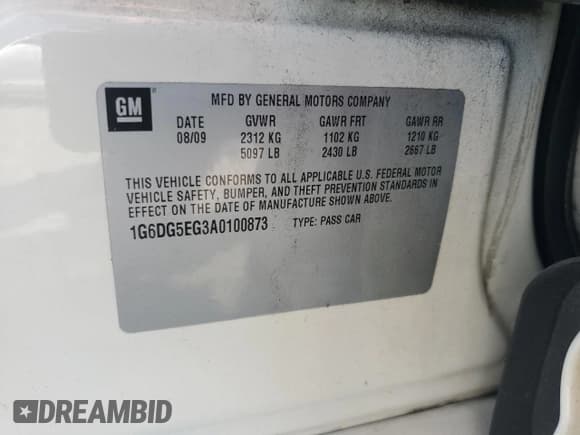 GM
MFD BY GENERAL MOTORS COMPANY
DATE GVWR GAWR FRT GAWR RR
08/09 2312 KG 1102 KG 1210 KG
5097 LB 2430 LB 2667 LB
THIS VEHICLE CONFORMS TO ALL APPLICABLE U.S. FEDERAL MOTOR
VEHICLE SAFETY, BUMPER, AND THEFT PREVENTION STANDARDS IN
EFFECT ON THE DATE OF MANUFACTURE SHOWN ABOVE.
1G6DG5EG3A0100873 TYPE: PASS CAR
DREAMBID